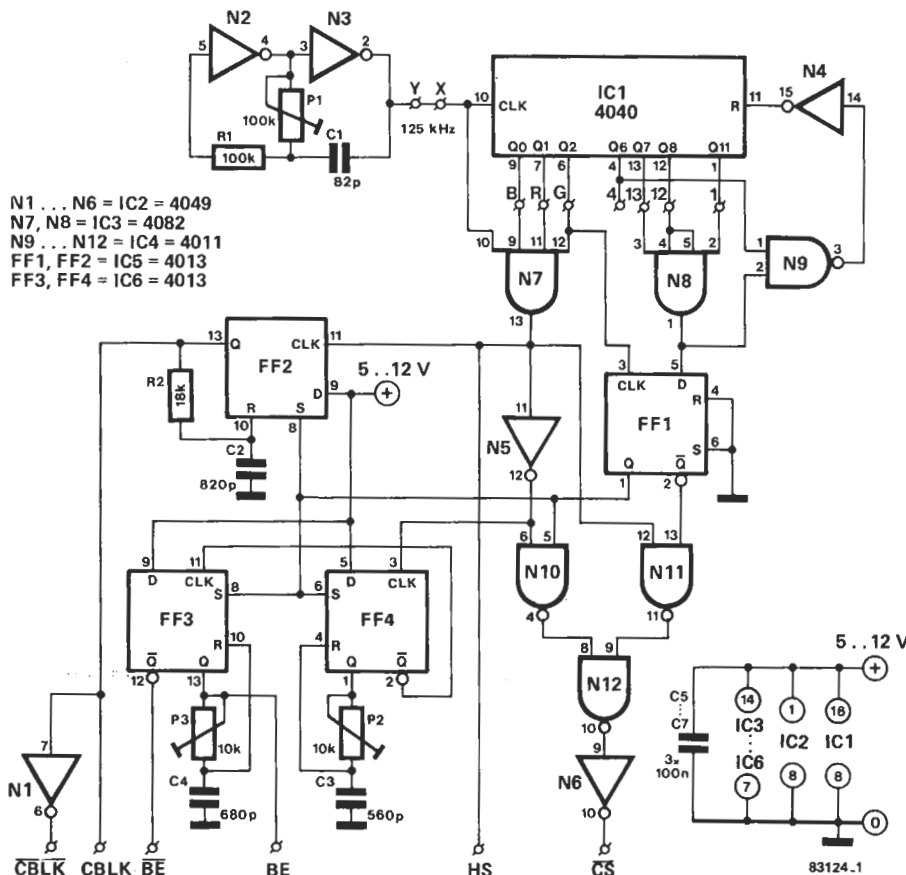 N2
N3
5
4
3
2
P1
100k
R1
100k
C1
82p
Y
X
125 kHz
IC1
4040
10
CLK
R
11
15
N4
14
Q0
Q1
Q2
Q6
Q7
Q8
Q11
9
7
6
4
13
12
1
B
R
G
4
13
12
1
N1 . . . N6 = IC2 = 4049
N7, N8 = IC3 = 4082
N9 . . . N12 = IC4 = 4011
FF1, FF2 = IC5 = 4013
FF3, FF4 = IC6 = 4013
10
9
11
12
N7
13
3
4
5
2
N8
1
1
2
N9
3
13
Q
CLK
11
FF2
D
9
R
S
10
8
5 . . 12 V
+
R2
18k
C2
820p
11
N5
12
3
5
CLK
D
R
4
FF1
S
6
Q
Q̅
1
2
9
11
D
CLK
S
8
FF3
R
10
Q̅
Q
12
13
5
3
D
CLK
6
S
FF4
4
R
Q
Q̅
1
2
6
5
N10
4
12
13
N11
11
8
9
N12
10
9
N6
10
P3
10k
C4
680p
P2
10k
C3
560p
7
N1
6
5 . . 12 V
+
C5
C7
3x
100n
14
IC3
IC6
7
1
IC2
8
16
IC1
8
0
C̅B̅L̅K̅
CBLK
B̅E̅
BE
HS
C̅S̅
83124_1